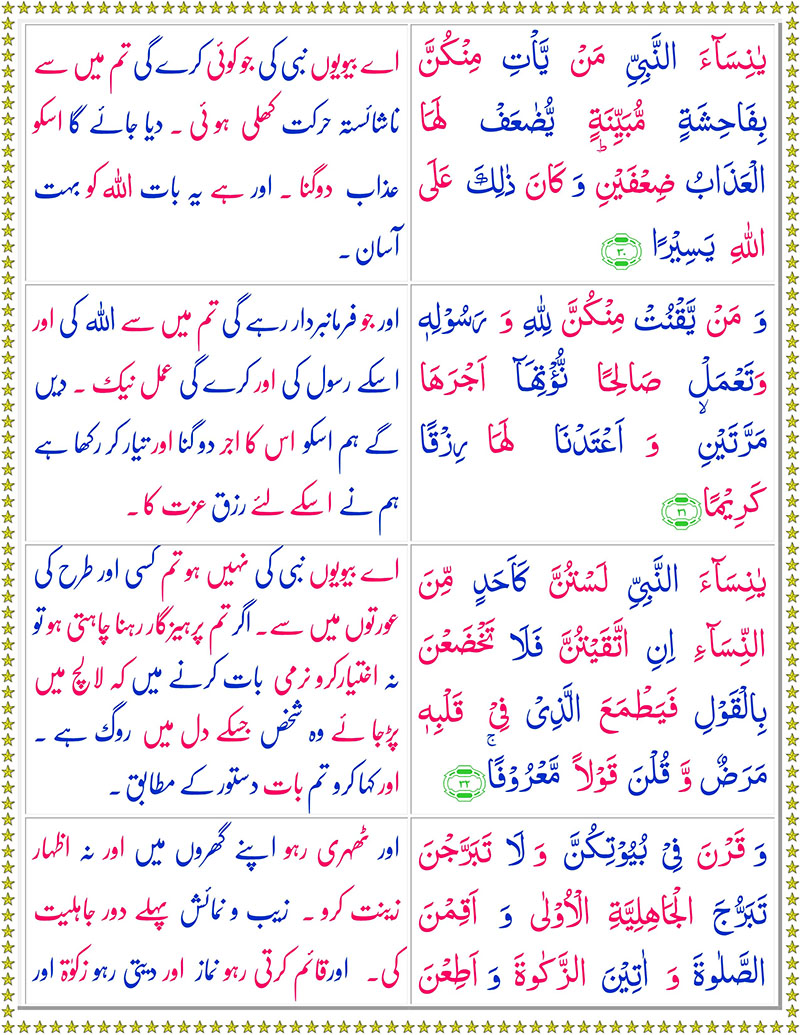 یٰنِسَآءَ النَّبِیِّ مَنْ یَّاْتِ مِنْكُنَّ
بِفَاحِشَةٍ مُّبَیِّنَةٍ یُّضٰعَفْ لَهَا
الْعَذَابُ ضِعْفَیْنِ ؕ وَ كَانَ ذٰلِكَ عَلَی
اللهِ یَسِیْرًا ﴿۳۰﴾
اے بیویوں نبی کی جو کوئی کرے گی تم میں سے
ناشائستہ حرکت کھلی ہوئی ۔ دیا جائے گا اسکو
عذاب دوگنا ۔ اور ہے یہ بات اللہ کو بہت
آسان ۔
وَ مَنْ یَّقْنُتْ مِنْكُنَّ لِلّٰهِ وَ رَسُوْلِهٖ
وَتَعْمَلْ صَالِحًا نُّؤْتِهَاۤ اَجْرَهَا
مَرَّتَیْنِ ۙ وَ اَعْتَدْنَا لَهَا رِزْقًا
كَرِیْمًا ﴿۳۱﴾
اور جو فرمانبردار رہے گی تم میں سے اللہ کی اور
اسکے رسول کی اور کرے گی عمل نیک ۔ دیں
گے ہم اسکو اس کا اجر دوگنا اور تیار کر رکھا ہے
ہم نے اسکے لئے رزق عزت کا ۔
یٰنِسَآءَ النَّبِیِّ لَسْتُنَّ كَاَحَدٍ مِّنَ
النِّسَآءِ اِنِ اتَّقَیْتُنَّ فَلَا تَخْضَعْنَ
بِالْقَوْلِ فَیَطْمَعَ الَّذِیْ فِیْ قَلْبِهٖ
مَرَضٌ وَّ قُلْنَ قَوْلاً مَّعْرُوْفًا ۚ ﴿۳۲﴾
اے بیویوں نبی کی نہیں ہو تم کسی اور طرح کی
عورتوں میں سے ۔ اگر تم پرہیزگار رہنا چاہتی ہو تو
نہ اختیار کرو نرمی بات کرنے میں کہ لالچ میں
پڑجائے وہ شخص جسکے دل میں روگ ہے ۔
اور کہا کرو تم بات دستور کے مطابق ۔
وَ قَرْنَ فِیْ بُیُوْتِكُنَّ وَ لَا تَبَرَّجْنَ
تَبَرُّجَ الْجَاهِلِیَّةِ الْاُوْلٰی وَ اَقِمْنَ
الصَّلٰوةَ وَ اٰتِیْنَ الزَّكٰوةَ وَ اَطِعْنَ
اور ٹھہری رہو اپنے گھروں میں اور نہ اظہار
زینت کرو ۔ زیب و نمائش پہلے دور جاہلیت
کی ۔ اور قائم کرتی رہو نماز اور دیتی رہو زکوٰۃ اور